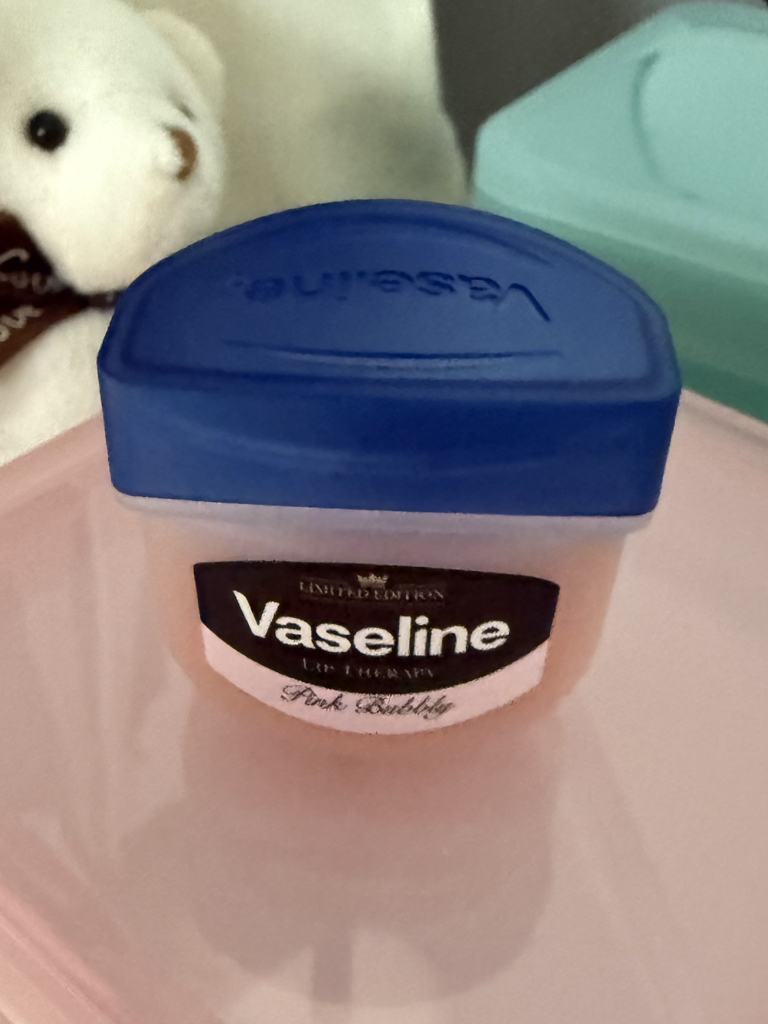 Vaseline.
LIMITED EDITION
Vaseline
LIP THERAPY
Pink Bubbly